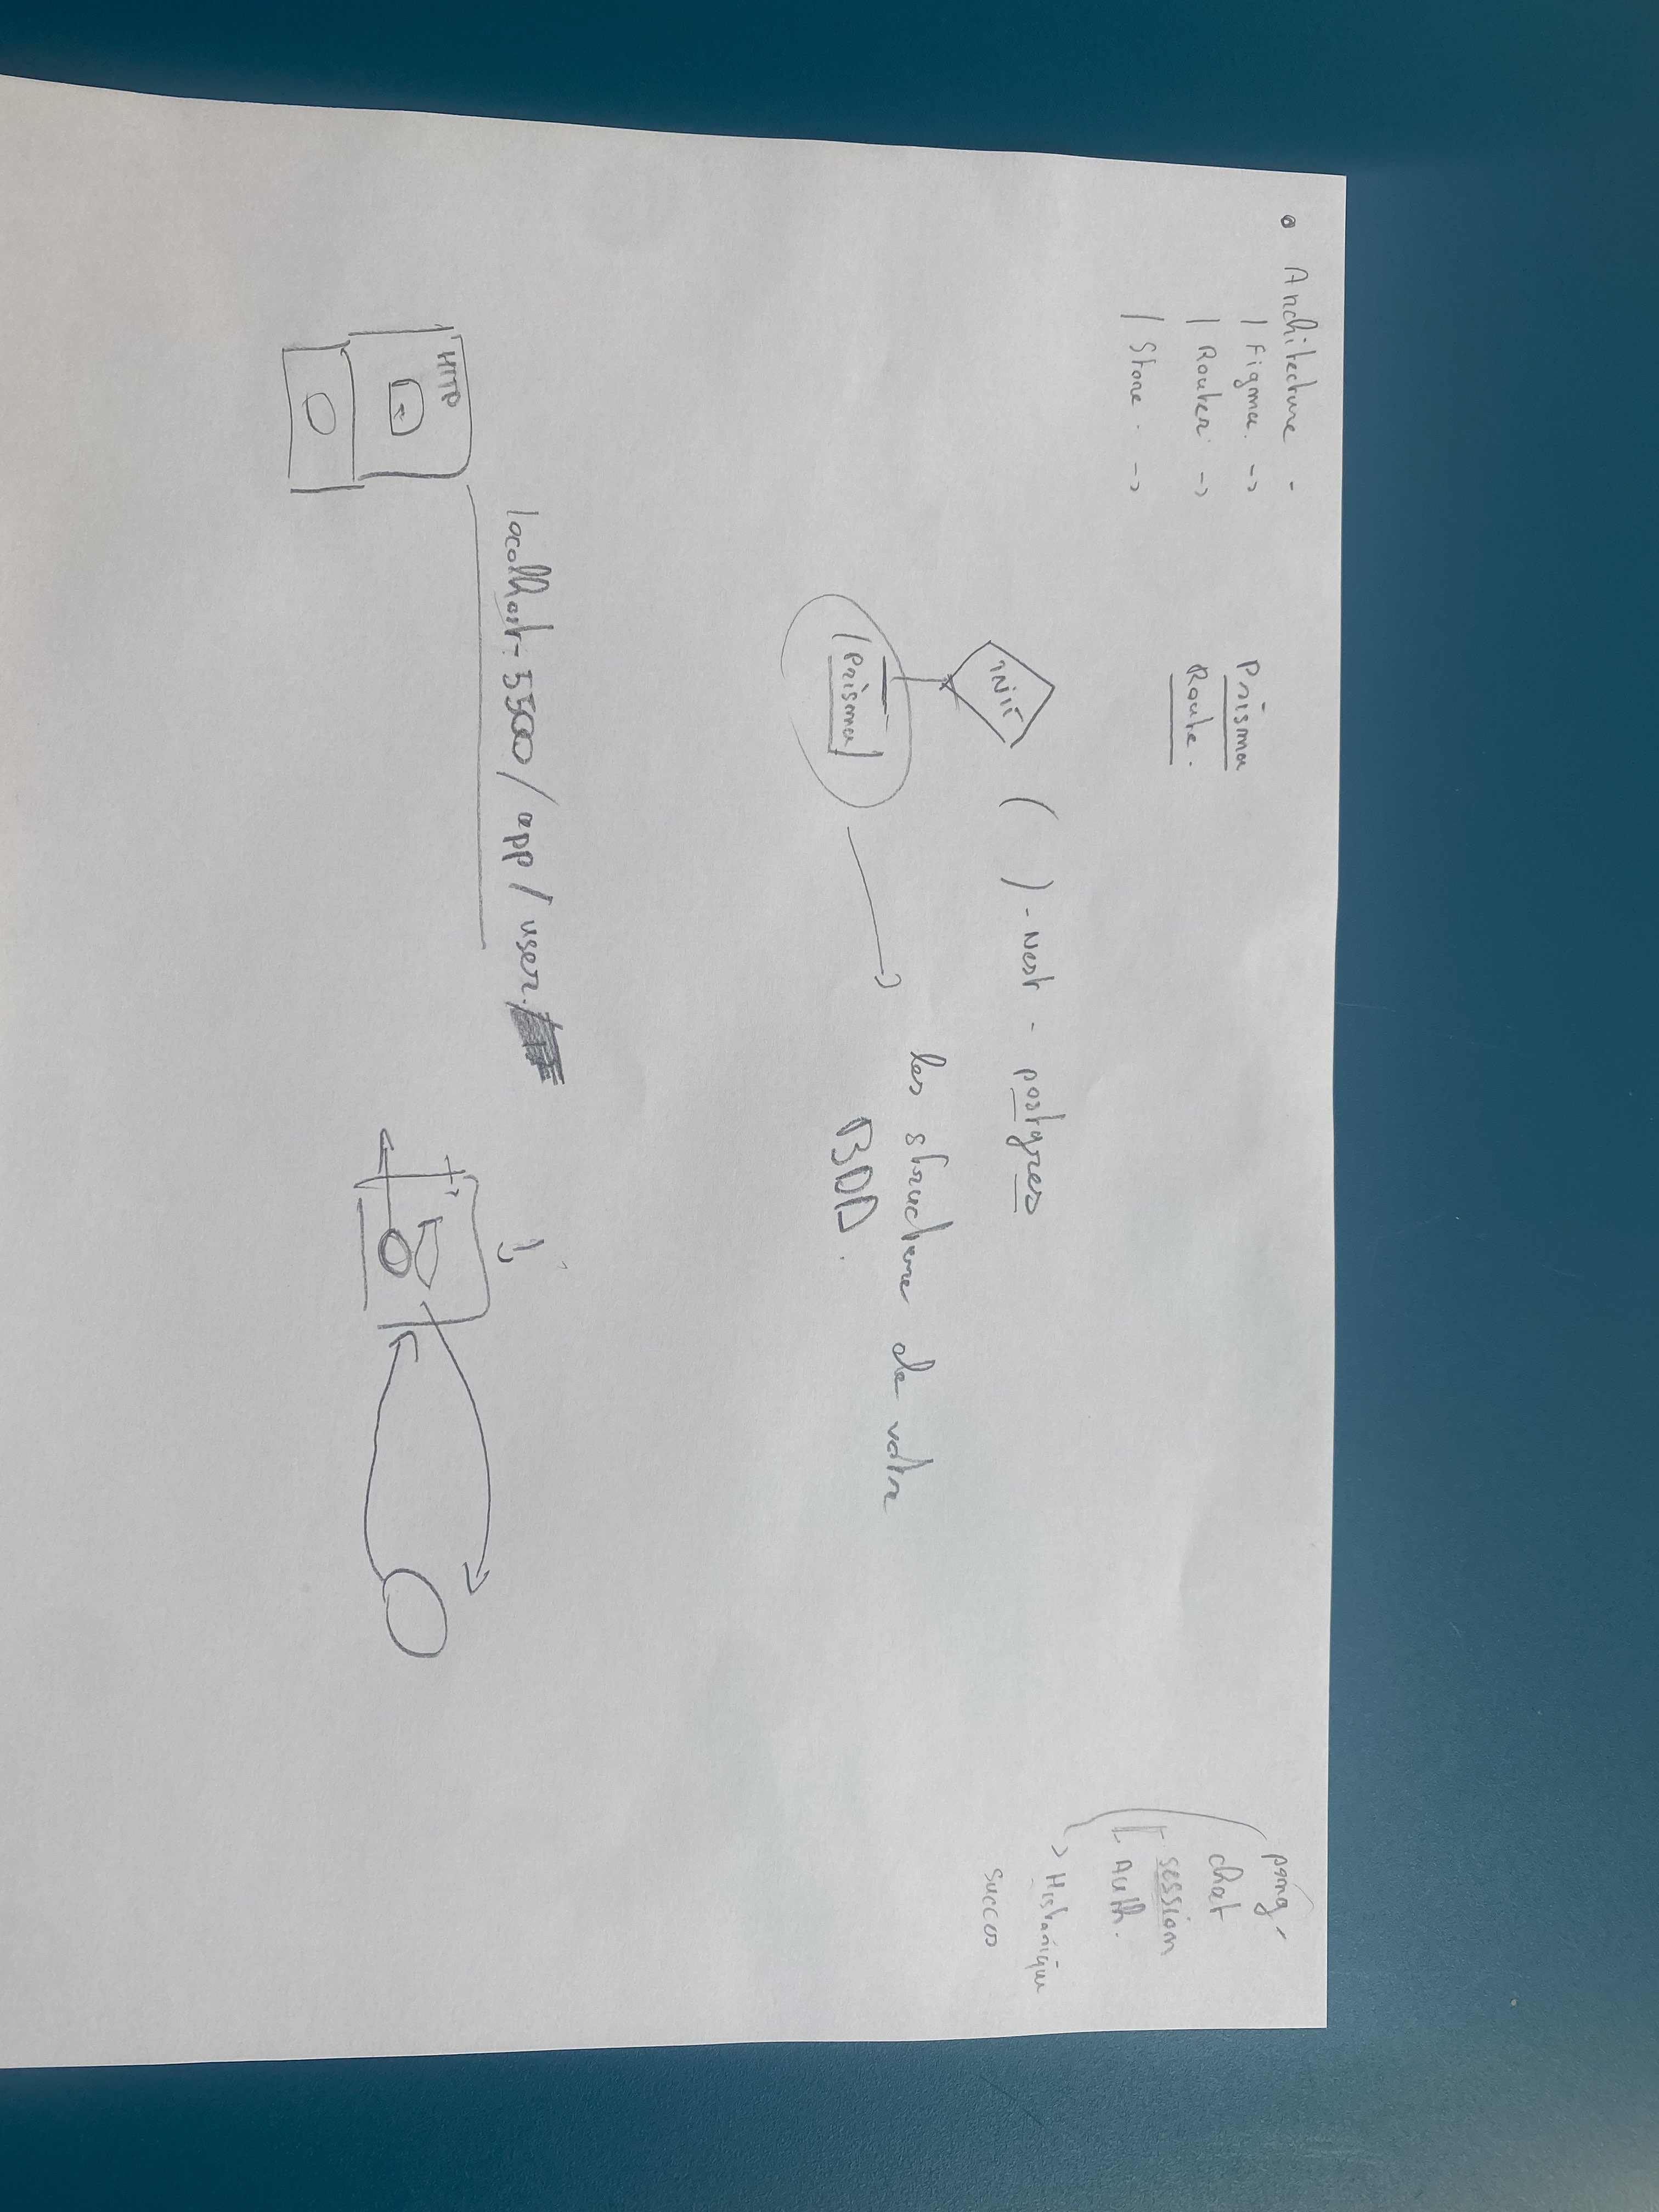 • Architecture -
| Figma. ->
| Router ->
| Store. ->
Prisma
Route.
pong
chat
session
Auth.
> Historique
succes
INIT ( ) - Nest - postgres
| Prisma |
les structure de votre
BDD.
HTTP
localhost:5500/app/user